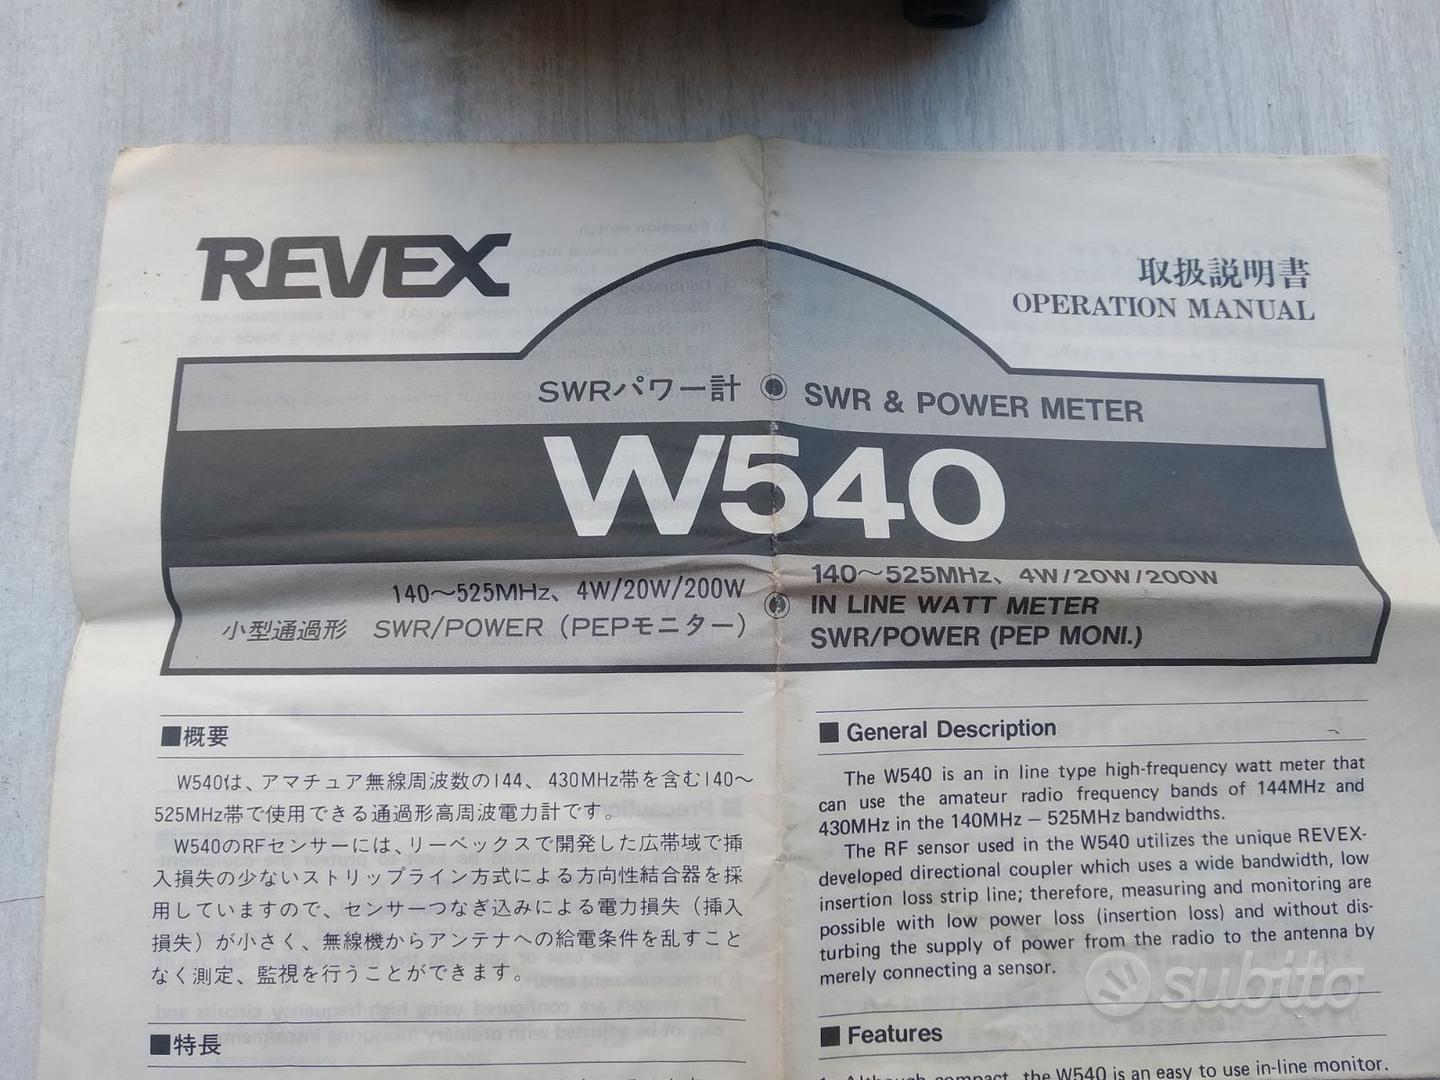 REVEX
取扱説明書
OPERATION MANUAL
SWRパワー計
SWR & POWER METER
W540
140～525MHz、4W/20W/200W
小型通過形 SWR/POWER（PEPモニター）
140～525MHz、4W/20W/200W
IN LINE WATT METER
SWR/POWER (PEP MONI.)
■概要
W540は、アマチュア無線周波数の144、430MHz帯を含む140～
525MHz帯で使用できる通過形高周波電力計です。
W540のRFセンサーには、リーベックスで開発した広帯域で挿
入損失の少ないストリップライン方式による方向性結合器を採
用していますので、センサーつなぎ込みによる電力損失（挿入
損失）が小さく、無線機からアンテナへの給電条件を乱すこと
なく測定、監視を行うことができます。
■特長
■ General Description
The W540 is an in line type high-frequency watt meter that
can use the amateur radio frequency bands of 144MHz and
430MHz in the 140MHz – 525MHz bandwidths.
The RF sensor used in the W540 utilizes the unique REVEX-
developed directional coupler which uses a wide bandwidth, low
insertion loss strip line; therefore, measuring and monitoring are
possible with low power loss (insertion loss) and without dis-
turbing the supply of power from the radio to the antenna by
merely connecting a sensor.
■ Features
1. Although compact, the W540 is an easy to use in-line monitor.
subito